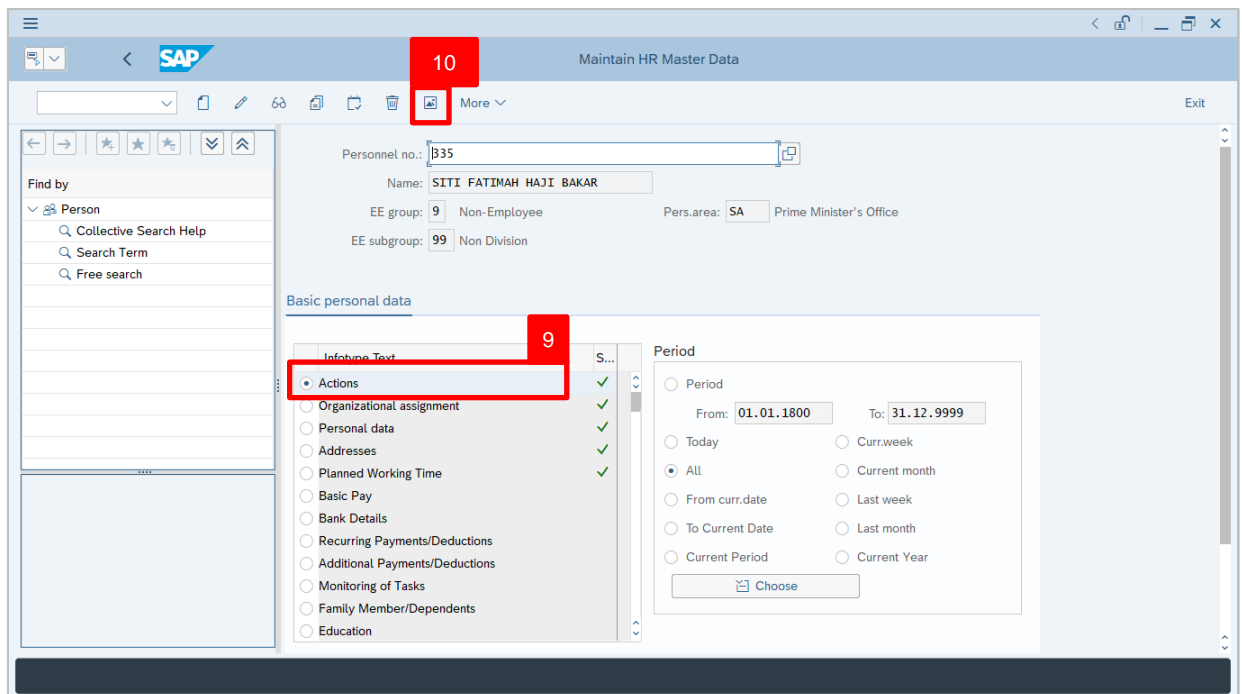 SAP
10
Maintain HR Master Data
More
Exit
Personnel no.: 335
Name: SITI FATIMAH HAJI BAKAR
Find by
Person
EE group: 9 Non-Employee Pers.area: SA Prime Minister's Office
Collective Search Help
EE subgroup: 99 Non Division
Search Term
Free search
Basic personal data
9
Infotype Text S...
Period
Actions
Period
Organizational assignment
From: 01.01.1800 To: 31.12.9999
Personal data
Today Curr.week
Addresses
All Current month
Planned Working Time
Basic Pay
From curr.date Last week
Bank Details
To Current Date Last month
Recurring Payments/Deductions
Additional Payments/Deductions
Current Period Current Year
Monitoring of Tasks
Choose
Family Member/Dependents
Education